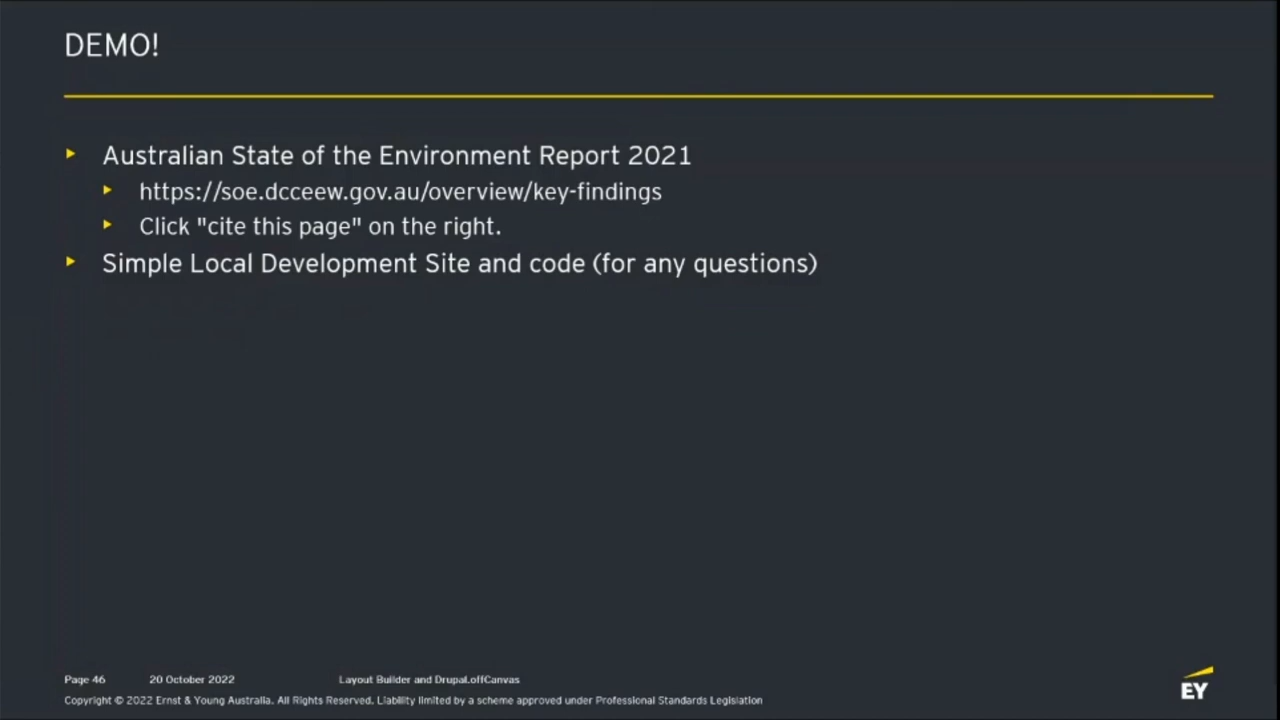 DEMO!
Australian State of the Environment Report 2021
https://soe.dcceew.gov.au/overview/key-findings
Click "cite this page" on the right.
Simple Local Development Site and code (for any questions)
Page 46 20 October 2022 Layout Builder and Drupal.offCanvas
Copyright © 2022 Ernst & Young Australia. All Rights Reserved. Liability limited by a scheme approved under Professional Standards Legislation
EY